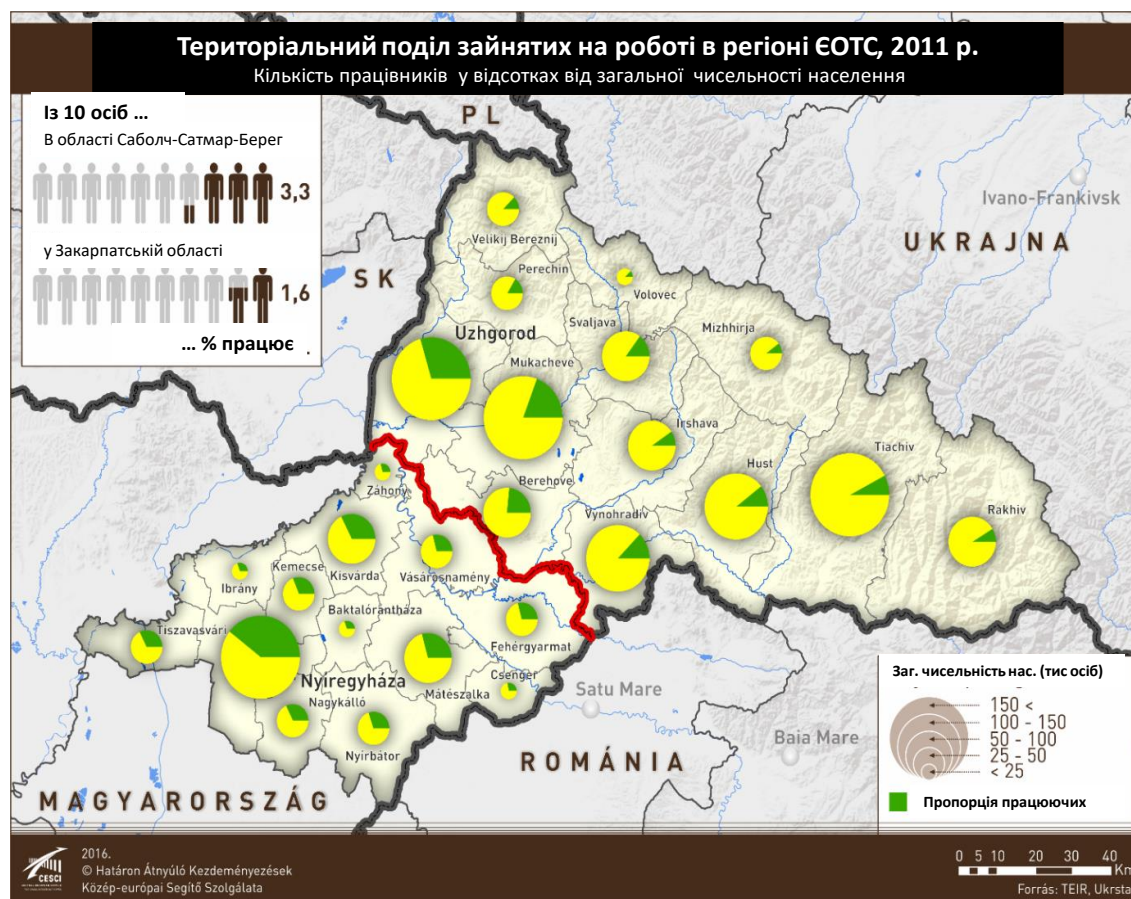 Територіальний поділ зайнятих на роботі в регіоні ЄОТС, 2011 р.
Кількість працівників у відсотках від загальної чисельності населення
Із 10 осіб ...
В області Саболч-Сатмар-Берег
3,3
у Закарпатській області
1,6
... % працює
PL
SK
UKRAJNA
Ivano-Frankivsk
Velikij Bereznij
Perechin
Volovec
Uzhgorod
Svaljava
Mizhhirja
Mukacheve
Irshava
Hust
Tiachiv
Rakhiv
Záhony
Berehove
Vynohradiv
Ibrány
Kemecse
Kisvárda
Vásárosnamény
Baktalórántháza
Tiszavasvári
Fehérgyarmat
Nyíregyháza
Mátészalka
Csenger
Nagykálló
Nyírbátor
Satu Mare
Baia Mare
ROMÁNIA
MAGYARORSZÁG
Заг. чисельність нас. (тис осіб)
150 <
100 - 150
50 - 100
25 - 50
< 25
Пропорція працюючих
CESCI
2016.
© Határon Átnyúló Kezdeményezések
Közép-európai Segítő Szolgálata
0 5 10 20 30 40
Km
Forrás: TEIR, Ukrsta